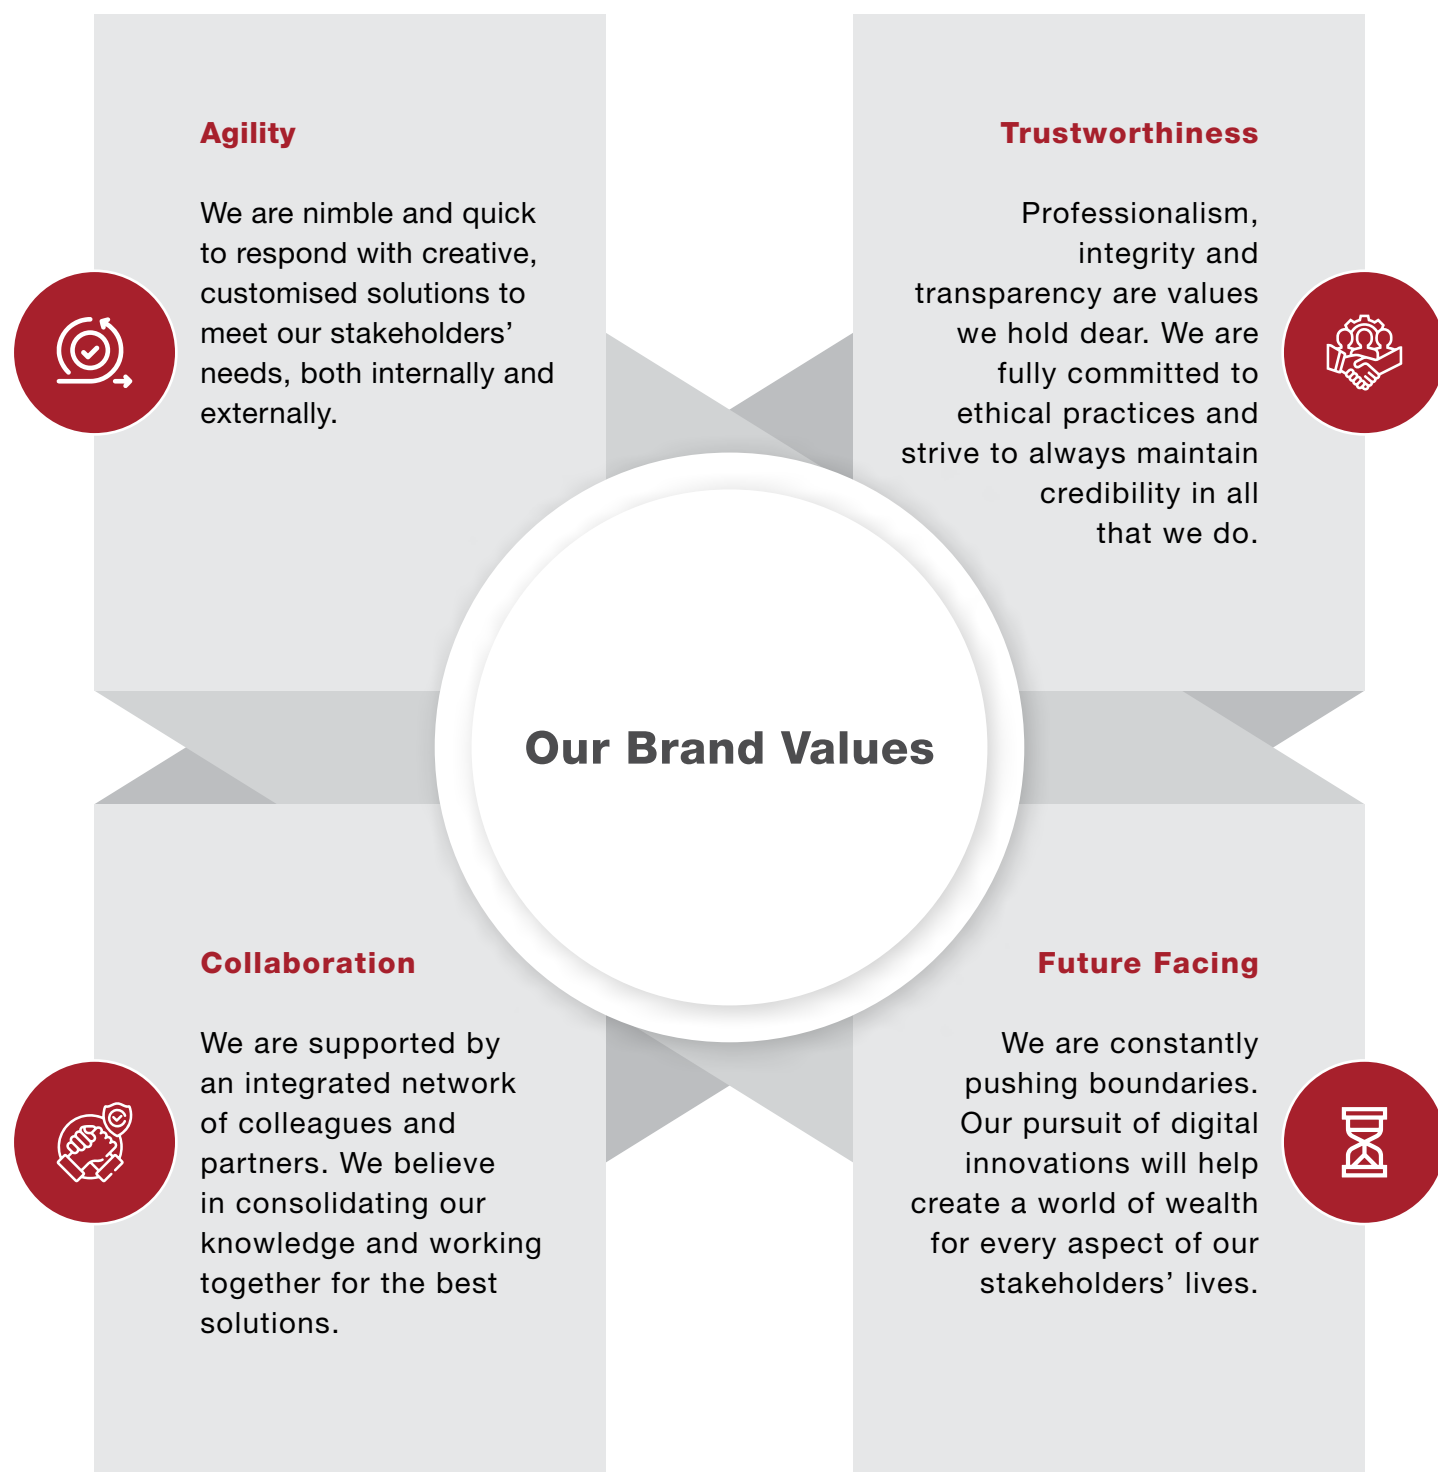 Agility
We are nimble and quick
to respond with creative,
customised solutions to
meet our stakeholders’
needs, both internally and
externally.
Trustworthiness
Professionalism,
integrity and
transparency are values
we hold dear. We are
fully committed to
ethical practices and
strive to always maintain
credibility in all
that we do.
Our Brand Values
Collaboration
We are supported by
an integrated network
of colleagues and
partners. We believe
in consolidating our
knowledge and working
together for the best
solutions.
Future Facing
We are constantly
pushing boundaries.
Our pursuit of digital
innovations will help
create a world of wealth
for every aspect of our
stakeholders’ lives.